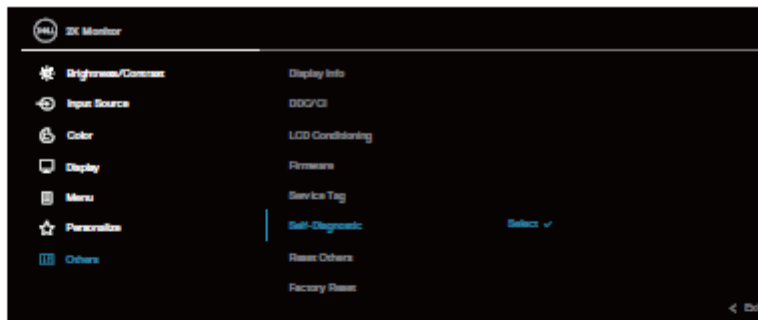 DELL
2K Monitor
Brightness/Contrast Display Info
Input Source DDC/CI
Color LCD Conditioning
Display Firmware
Menu Service Tag
Personalize Self-Diagnostic Select ✓
Others Reset Others
Factory Reset